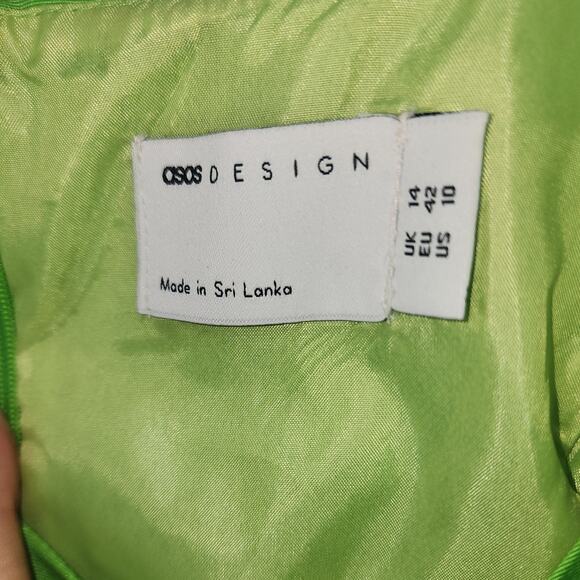 asos DESIGN
Made in Sri Lanka
UK 14
EU 42
US 10